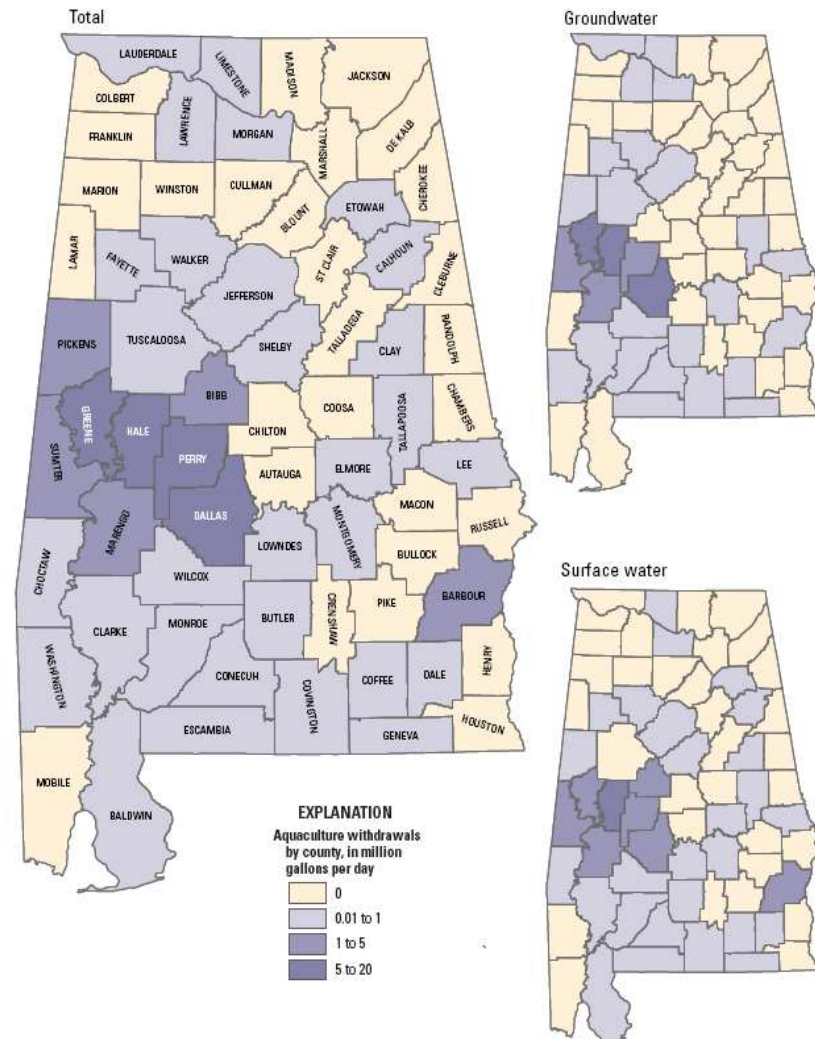 Total
LAUDERDALE
LIMESTONE
MADISON
JACKSON
COLBERT
LAWRENCE
FRANKLIN
MORGAN
MARSHALL
DE KALB
MARION
WINSTON
CULLMAN
BLOUNT
ETOWAH
CHEROKEE
LAMAR
FAYETTE
WALKER
JEFFERSON
ST CLAIR
CALHOUN
CLEBURNE
PICKENS
TUSCALOOSA
SHELBY
TALLADEGA
CLAY
RANDOLPH
BIBB
COOSA
TALLAPOOSA
CHAMBERS
SUMTER
GREENE
HALE
PERRY
CHILTON
AUTAUGA
ELMORE
LEE
MARENGO
DALLAS
LOWNDES
MONTGOMERY
MACON
RUSSELL
BULLOCK
CHOCTAW
WILCOX
BARBOUR
CLARKE
MONROE
BUTLER
CRENSHAW
PIKE
WASHINGTON
CONECUH
COVINGTON
COFFEE
DALE
HENRY
ESCAMBIA
GENEVA
HOUSTON
MOBILE
BALDWIN
Groundwater
Surface water
EXPLANATION
Aquaculture withdrawals
by county, in million
gallons per day
0
0.01 to 1
1 to 5
5 to 20